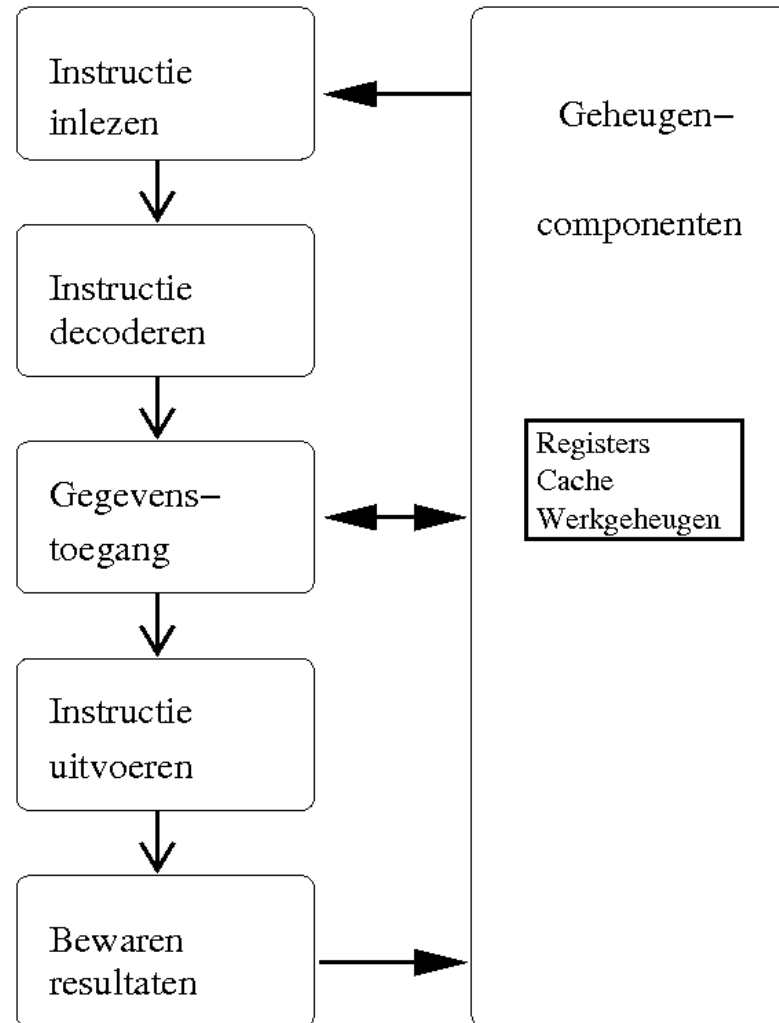 Instructie
inlezen
Instructie
decoderen
Gegevens-
toegang
Instructie
uitvoeren
Bewaren
resultaten
Geheugen-
componenten
Registers
Cache
Werkgeheugen